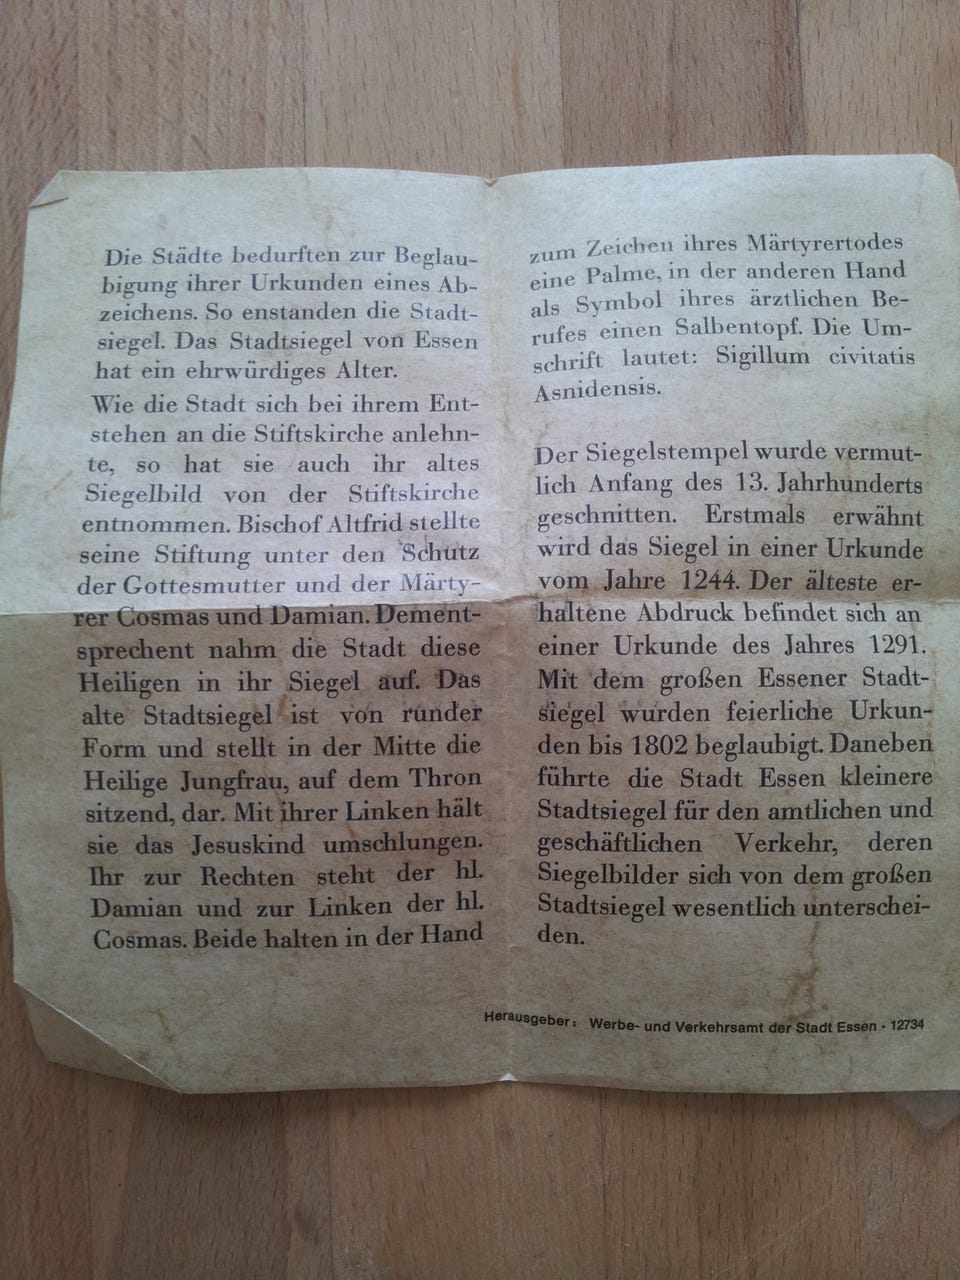 Die Städte bedurften zur Beglau-
bigung ihrer Urkunden eines Ab-
zeichens. So enstanden die Stadt-
siegel. Das Stadtsiegel von Essen
hat ein ehrwürdiges Alter.
Wie die Stadt sich bei ihrem Ent-
stehen an die Stiftskirche anlehn-
te, so hat sie auch ihr altes
Siegelbild von der Stiftskirche
entnommen. Bischof Altfrid stellte
seine Stiftung unter den Schutz
der Gottesmutter und der Märty-
rer Cosmas und Damian. Dement-
sprechent nahm die Stadt diese
Heiligen in ihr Siegel auf. Das
alte Stadtsiegel ist von runder
Form und stellt in der Mitte die
Heilige Jungfrau, auf dem Thron
sitzend, dar. Mit ihrer Linken hält
sie das Jesuskind umschlungen.
Ihr zur Rechten steht der hl.
Damian und zur Linken der hl.
Cosmas. Beide halten in der Hand
zum Zeichen ihres Märtyrertodes
eine Palme, in der anderen Hand
als Symbol ihres ärztlichen Be-
rufes einen Salbentopf. Die Um-
schrift lautet: Sigillum civitatis
Asnidensis.
Der Siegelstempel wurde vermut-
lich Anfang des 13. Jahrhunderts
geschnitten. Erstmals erwähnt
wird das Siegel in einer Urkunde
vom Jahre 1244. Der älteste er-
haltene Abdruck befindet sich an
einer Urkunde des Jahres 1291.
Mit dem großen Essener Stadt-
siegel wurden feierliche Urkun-
den bis 1802 beglaubigt. Daneben
führte die Stadt Essen kleinere
Stadtsiegel für den amtlichen und
geschäftlichen Verkehr, deren
Siegelbilder sich von dem großen
Stadtsiegel wesentlich unterschei-
den.
Herausgeber: Werbe- und Verkehrsamt der Stadt Essen · 12734